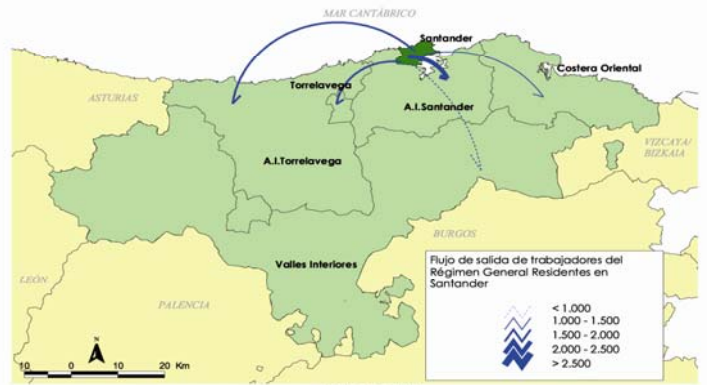 MAR CANTÁBRICO
Santander
Costera Oriental
Torrelavega
ASTURIAS
A.I.Santander
VIZCAYA/
BIZKAIA
A.I.Torrelavega
BURGOS
Valles Interiores
LEÓN
PALENCIA
Flujo de salida de trabajadores del
Régimen General Residentes en
Santander
< 1.000
1.000 - 1.500
1.500 - 2.000
2.000 - 2.500
> 2.500
N
10 0 10 20 Km